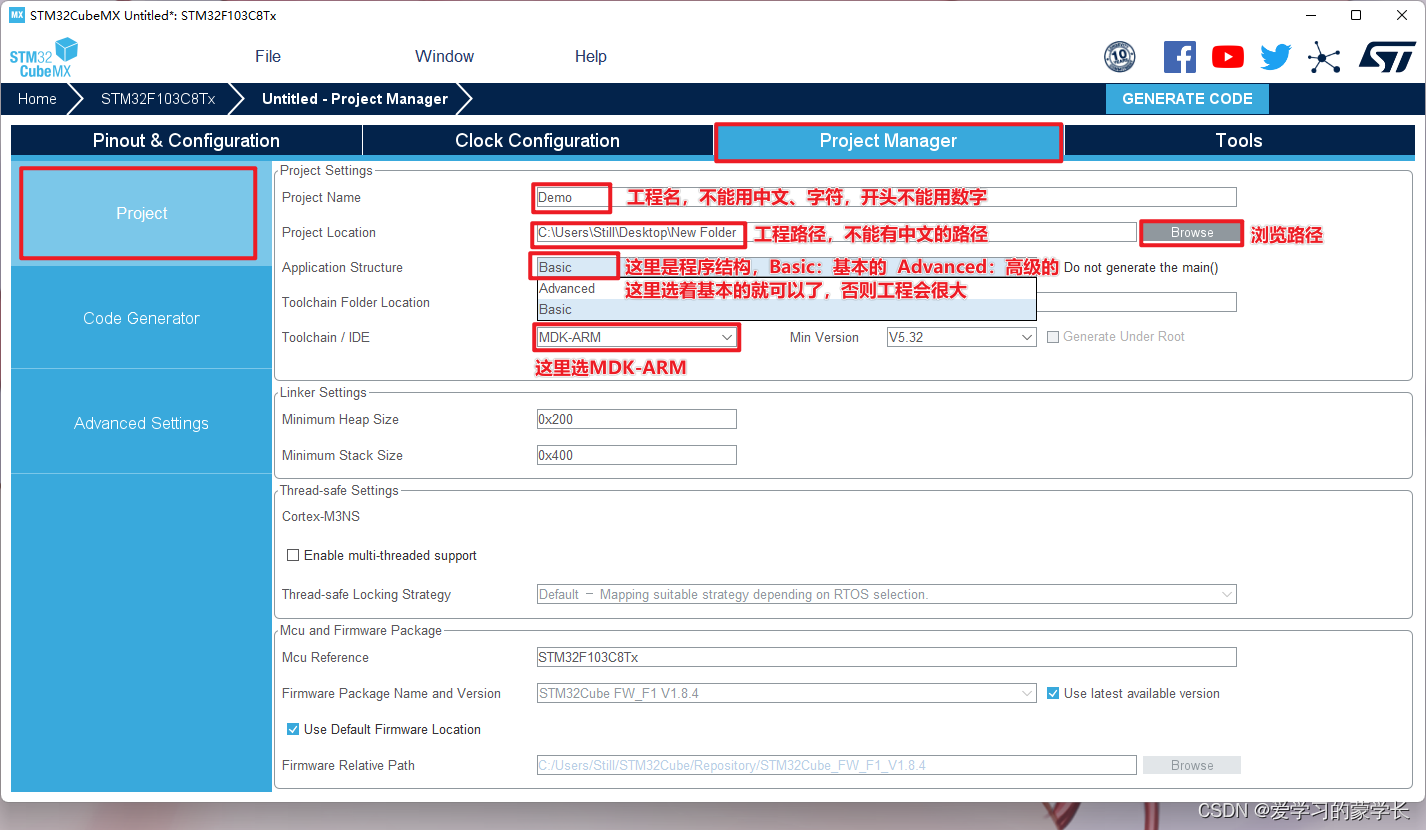 MX STM32CubeMX Untitled*: STM32F103C8Tx
STM32
CubeMX
File Window Help
10
ST
Home STM32F103C8Tx Untitled - Project Manager GENERATE CODE
Pinout & Configuration Clock Configuration Project Manager Tools
Project
Code Generator
Advanced Settings
Project Settings
Project Name Demo 工程名，不能用中文、字符，开头不能用数字
Project Location C:\Users\Still\Desktop\New Folder 工程路径，不能有中文的路径 Browse 浏览路径
Application Structure Basic 这里是程序结构，Basic：基本的 Advanced：高级的 Do not generate the main()
Advanced 这里选着基本的就可以了，否则工程会很大
Toolchain Folder Location
Basic
Toolchain / IDE MDK-ARM Min Version V5.32 Generate Under Root
这里选MDK-ARM
Linker Settings
Minimum Heap Size 0x200
Minimum Stack Size 0x400
Thread-safe Settings
Cortex-M3NS
Enable multi-threaded support
Thread-safe Locking Strategy Default － Mapping suitable strategy depending on RTOS selection.
Mcu and Firmware Package
Mcu Reference STM32F103C8Tx
Firmware Package Name and Version STM32Cube FW_F1 V1.8.4 Use latest available version
Use Default Firmware Location
Firmware Relative Path C:/Users/Still/STM32Cube/Repository/STM32Cube_FW_F1_V1.8.4 Browse
CSDN @爱学习的蒙学长